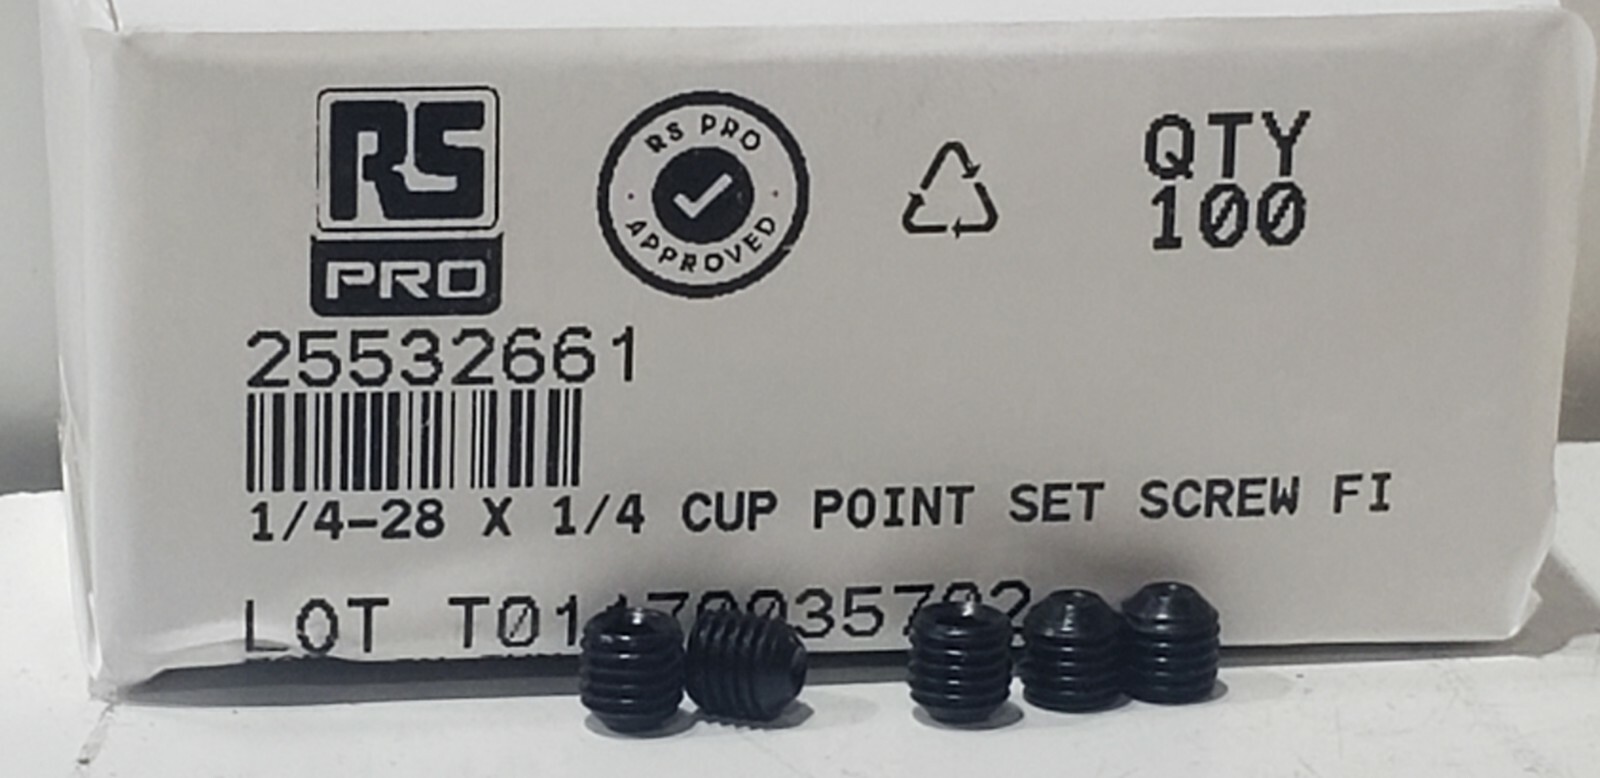 RS
PRO
RS PRO
APPROVED
QTY
100
25532661
1/4-28 X 1/4 CUP POINT SET SCREW FI
LOT